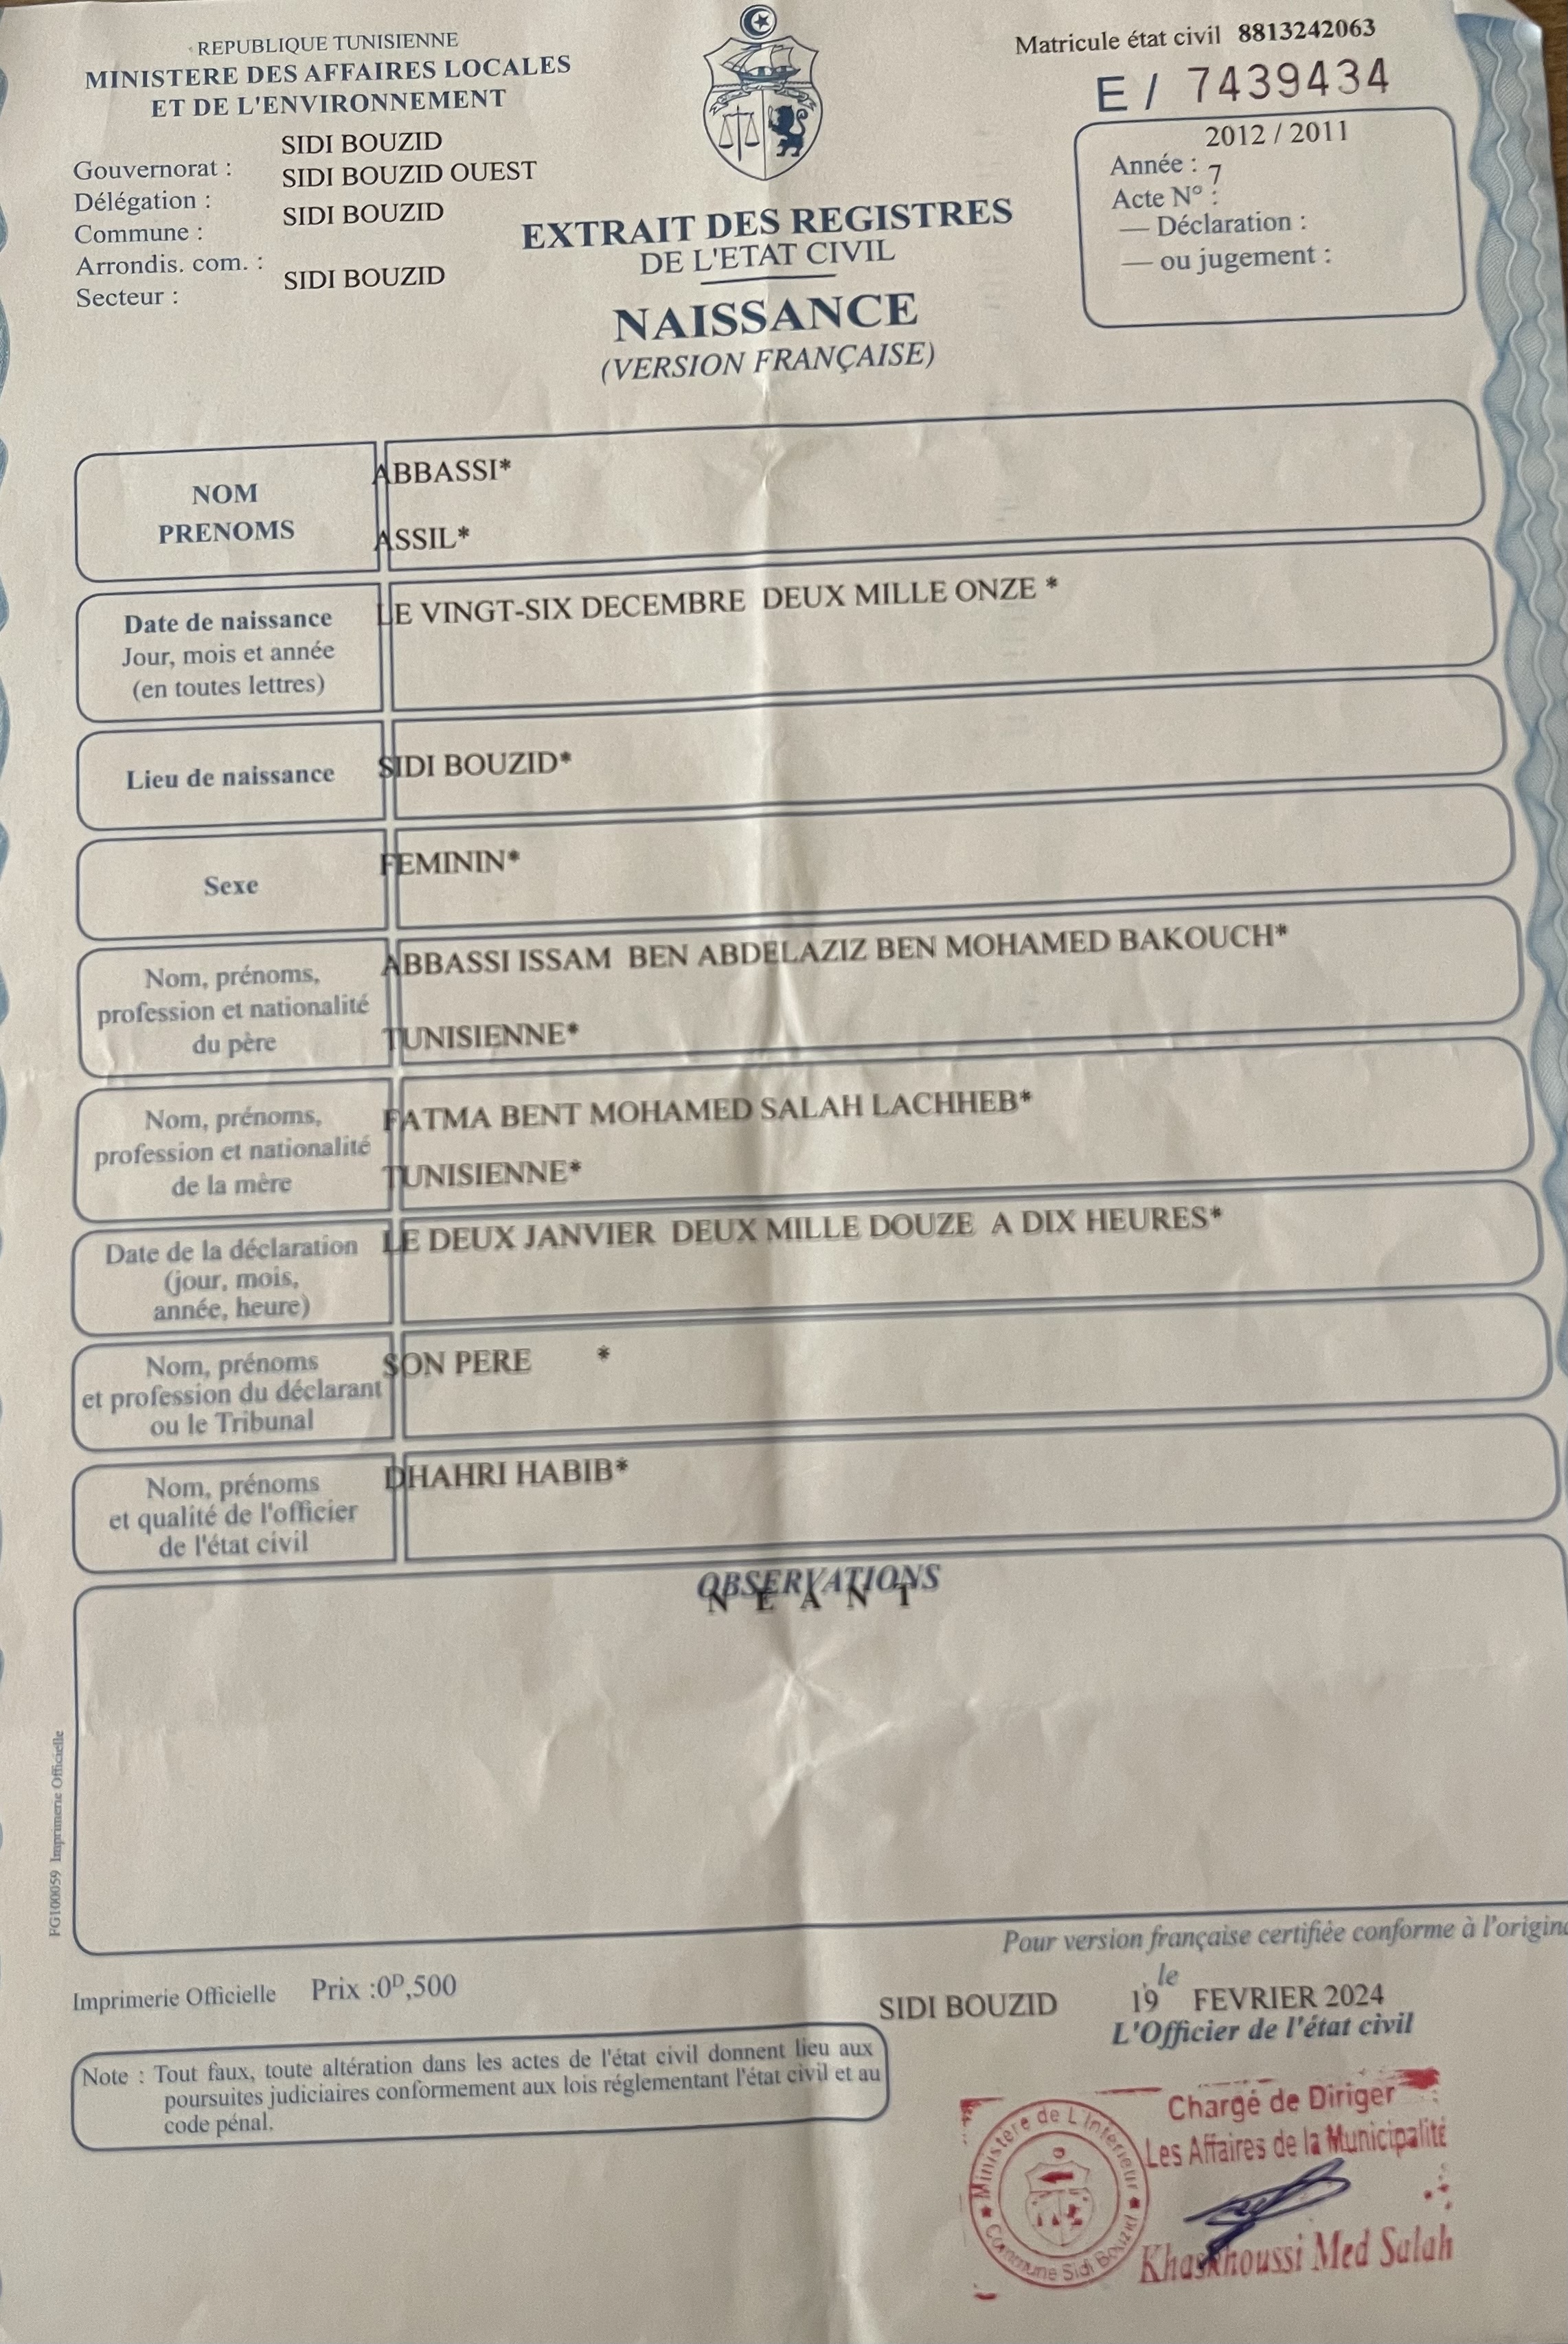 REPUBLIQUE TUNISIENNE
MINISTERE DES AFFAIRES LOCALES
ET DE L'ENVIRONNEMENT
Gouvernorat : SIDI BOUZID
Délégation : SIDI BOUZID OUEST
Commune : SIDI BOUZID
Arrondis. com. :
Secteur : SIDI BOUZID
EXTRAIT DES REGISTRES
DE L'ETAT CIVIL
NAISSANCE
(VERSION FRANÇAISE)
Matricule état civil 8813242063
E / 7439434
2012 / 2011
Année :
7
Acte N° :
— Déclaration :
— ou jugement :
NOM
PRENOMS
ABBASSI*
ASSIL*
Date de naissance
Jour, mois et année
(en toutes lettres)
LE VINGT-SIX DECEMBRE DEUX MILLE ONZE *
Lieu de naissance
SIDI BOUZID*
Sexe
FEMININ*
Nom, prénoms,
profession et nationalité
du père
ABBASSI ISSAM BEN ABDELAZIZ BEN MOHAMED BAKOUCH*
TUNISIENNE*
Nom, prénoms,
profession et nationalité
de la mère
FATMA BENT MOHAMED SALAH LACHHEB*
TUNISIENNE*
Date de la déclaration
(jour, mois,
année, heure)
LE DEUX JANVIER DEUX MILLE DOUZE A DIX HEURES*
Nom, prénoms
et profession du déclarant
ou le Tribunal
SON PERE *
Nom, prénoms
et qualité de l'officier
de l'état civil
DHAHRI HABIB*
OBSERVATIONS
N E A N T
FG100059 Imprimerie Officielle
Pour version française certifiée conforme à l'origin
Imprimerie Officielle Prix :0D,500
SIDI BOUZID le 19 FEVRIER 2024
L'Officier de l'état civil
Note : Tout faux, toute altération dans les actes de l'état civil donnent lieu aux
poursuites judiciaires conformement aux lois réglementant l'état civil et au
code pénal.
Ministère de L'Intérieur
Commune Sidi Bouzid
Chargé de Diriger
Les Affaires de la Municipalité
Khaskhoussi Med Salah